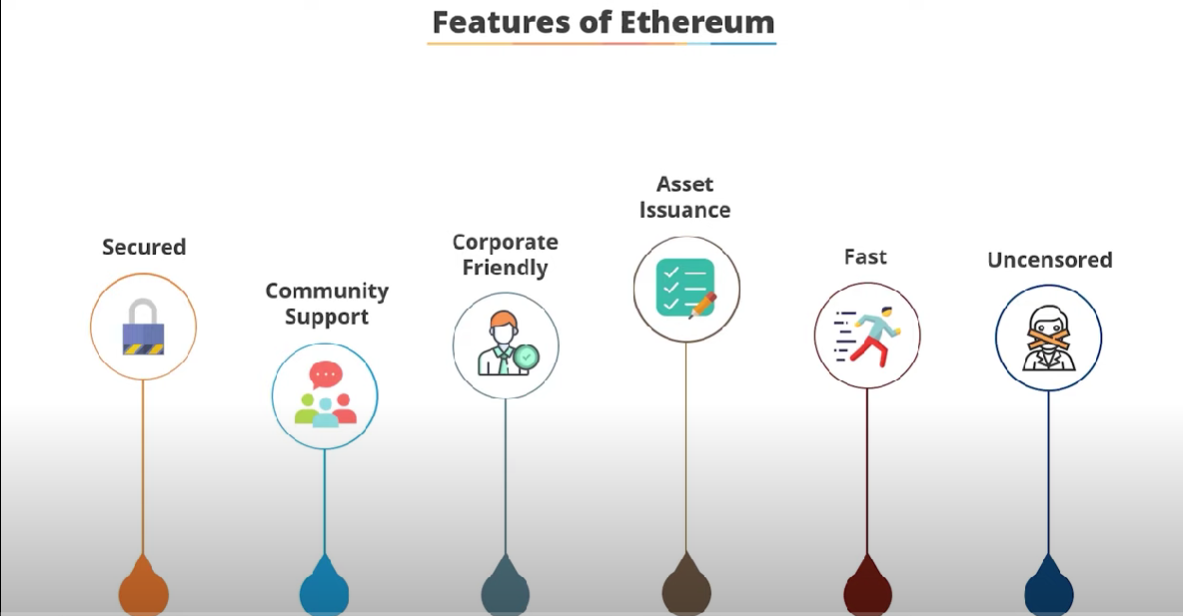 Features of Ethereum
Secured
Community
Support
Corporate
Friendly
Asset
Issuance
Fast
Uncensored